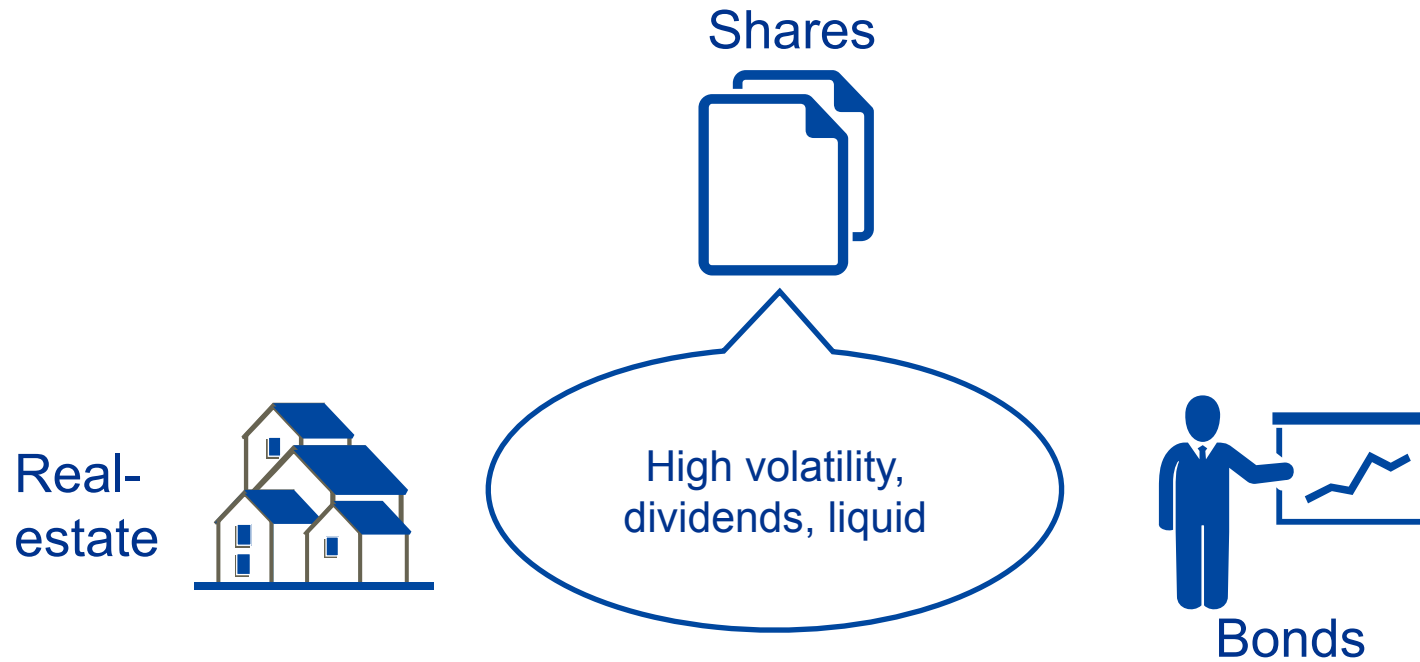 Shares
High volatility,
dividends, liquid
Real-
estate
Bonds